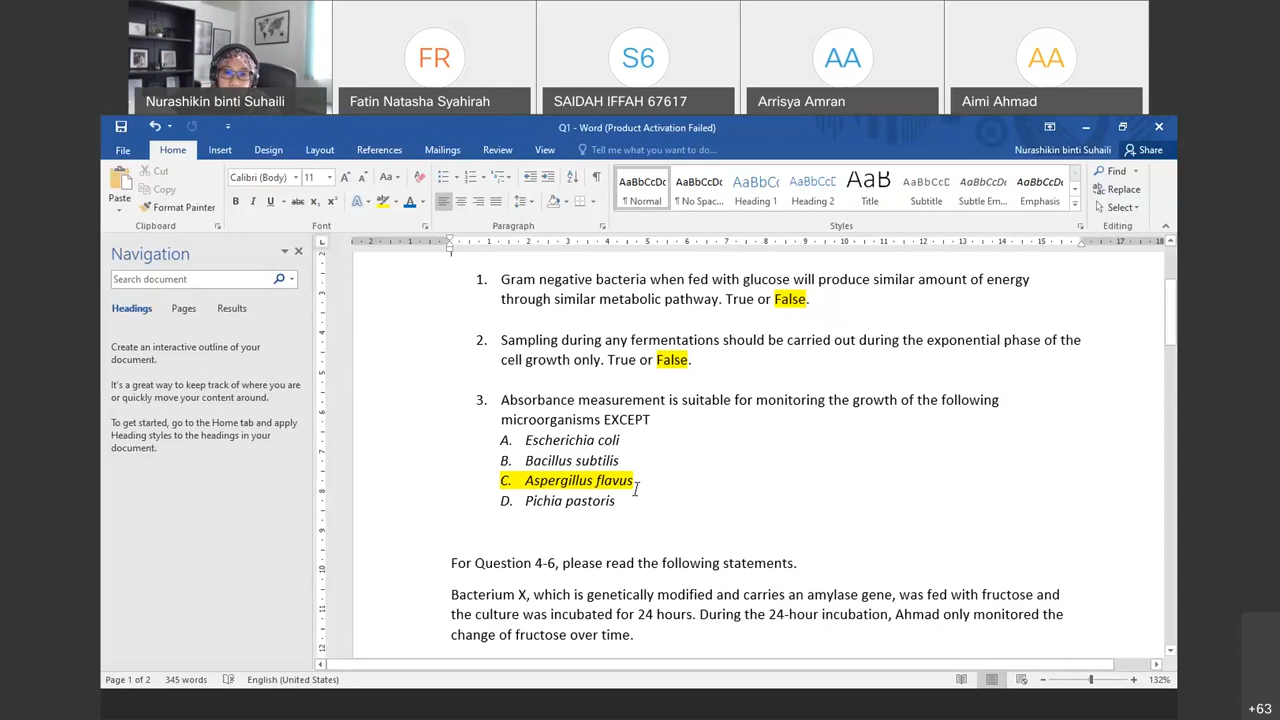 FR
S6
AA
AA
Nurashikin binti Suhaili
Fatin Natasha Syahirah
SAIDAH IFFAH 67617
Arrisya Amran
Aimi Ahmad
Q1 - Word (Product Activation Failed)
File
Home
Insert
Design
Layout
References
Mailings
Review
View
Tell me what you want to do...
Nurashikin binti Suhaili
Share
Paste
Cut
Copy
Format Painter
Calibri (Body)
11
AaBbCcDc
¶ Normal
AaBbCcDc
¶ No Spac...
AaBbCc
Heading 1
AaBbCcC
Heading 2
AaB
Title
AaBbCcC
Subtitle
AaBbCcDc
Subtle Em...
AaBbCcDc
Emphasis
Find
Replace
Select
Clipboard
Font
Paragraph
Styles
Editing
Navigation
Search document
Headings
Pages
Results
Create an interactive outline of your
document.
It's a great way to keep track of where you are
or quickly move your content around.
To get started, go to the Home tab and apply
Heading styles to the headings in your
document.
1. Gram negative bacteria when fed with glucose will produce similar amount of energy
through similar metabolic pathway. True or False.
2. Sampling during any fermentations should be carried out during the exponential phase of the
cell growth only. True or False.
3. Absorbance measurement is suitable for monitoring the growth of the following
microorganisms EXCEPT
A. Escherichia coli
B. Bacillus subtilis
C. Aspergillus flavus
D. Pichia pastoris
For Question 4-6, please read the following statements.
Bacterium X, which is genetically modified and carries an amylase gene, was fed with fructose and
the culture was incubated for 24 hours. During the 24-hour incubation, Ahmad only monitored the
change of fructose over time.
Page 1 of 2
345 words
English (United States)
132%
+63